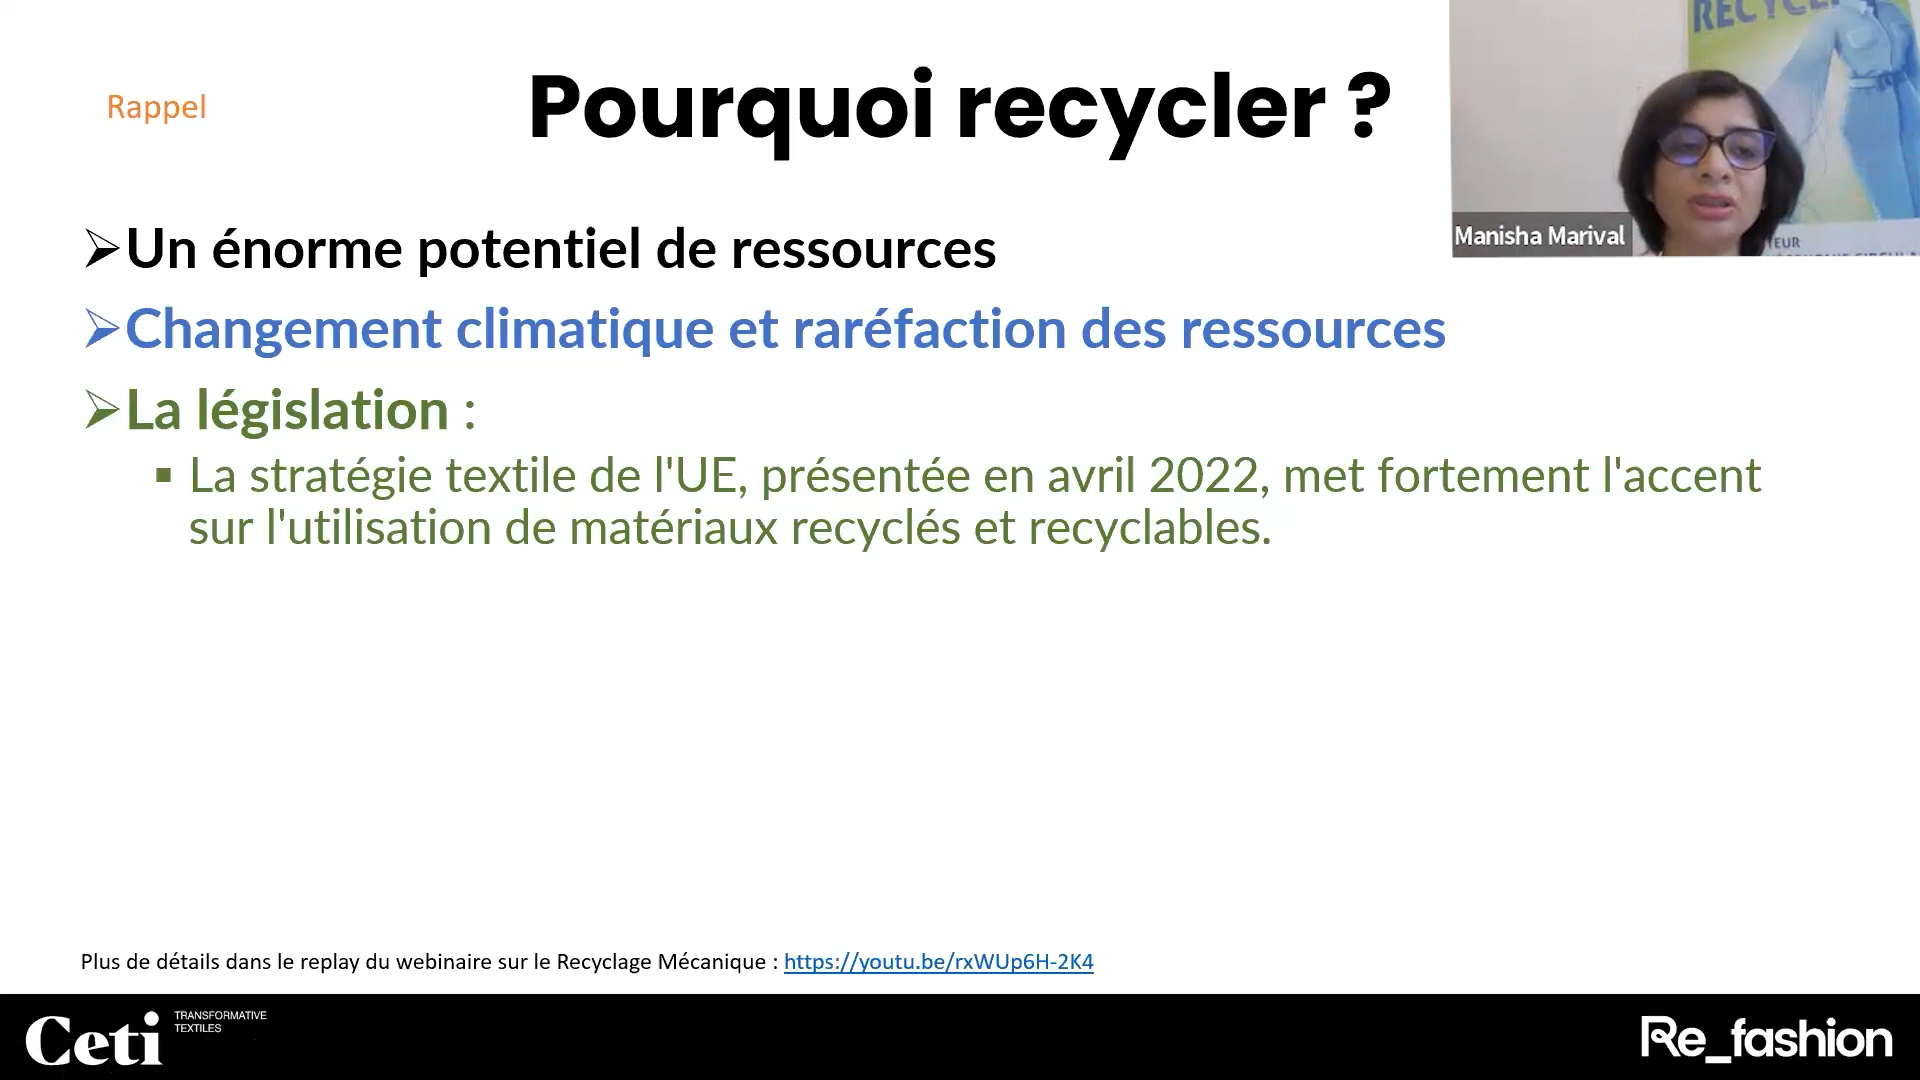 Rappel
Pourquoi recycler ?
RECYCL
Manisha Marival
TEUR
➢Un énorme potentiel de ressources
➢Changement climatique et raréfaction des ressources
➢La législation :
▪ La stratégie textile de l'UE, présentée en avril 2022, met fortement l'accent
sur l'utilisation de matériaux recyclés et recyclables.
Plus de détails dans le replay du webinaire sur le Recyclage Mécanique : https://youtu.be/rxWUp6H-2K4
Ceti TRANSFORMATIVE
TEXTILES
Re_fashion